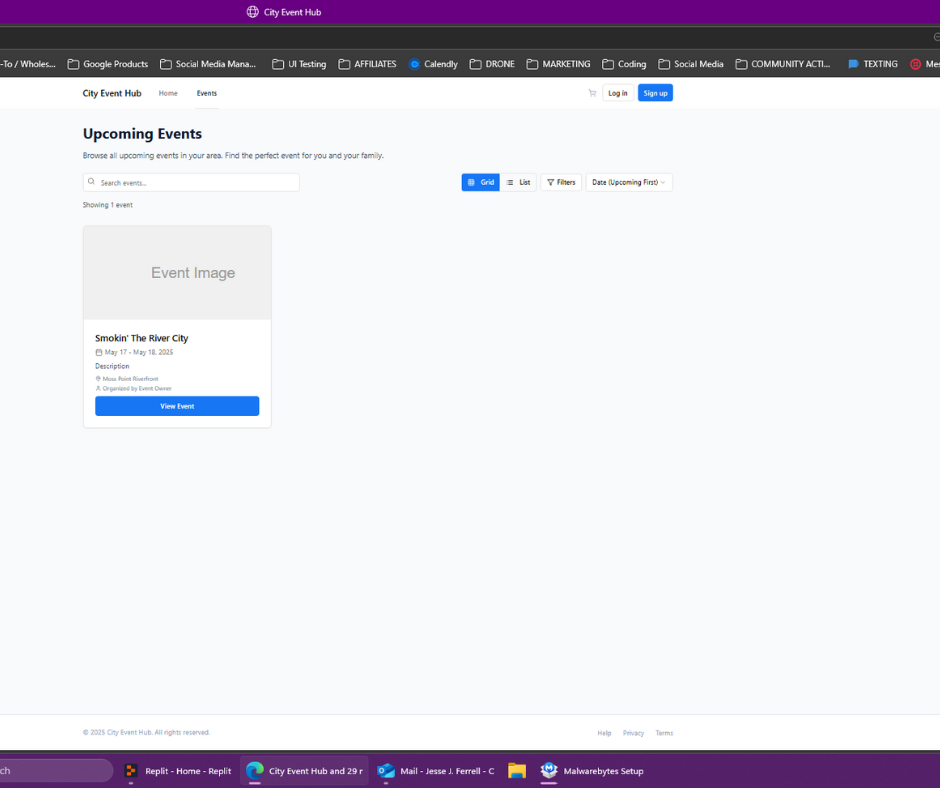 City Event Hub
-To / Wholes... Google Products Social Media Mana... UI Testing AFFILIATES Calendly DRONE MARKETING Coding Social Media COMMUNITY ACTI... TEXTING Mes
City Event Hub Home Events Log in Sign up
Upcoming Events
Browse all upcoming events in your area. Find the perfect event for you and your family.
Search events... Grid List Filters Date (Upcoming First)
Showing 1 event
Event Image
Smokin' The River City
May 17 - May 18, 2025
Description
Moss Point Riverfront
Organized by Event Owner
View Event
© 2025 City Event Hub. All rights reserved. Help Privacy Terms
ch Replit - Home - Replit City Event Hub and 29 r Mail - Jesse J. Ferrell - C Malwarebytes Setup